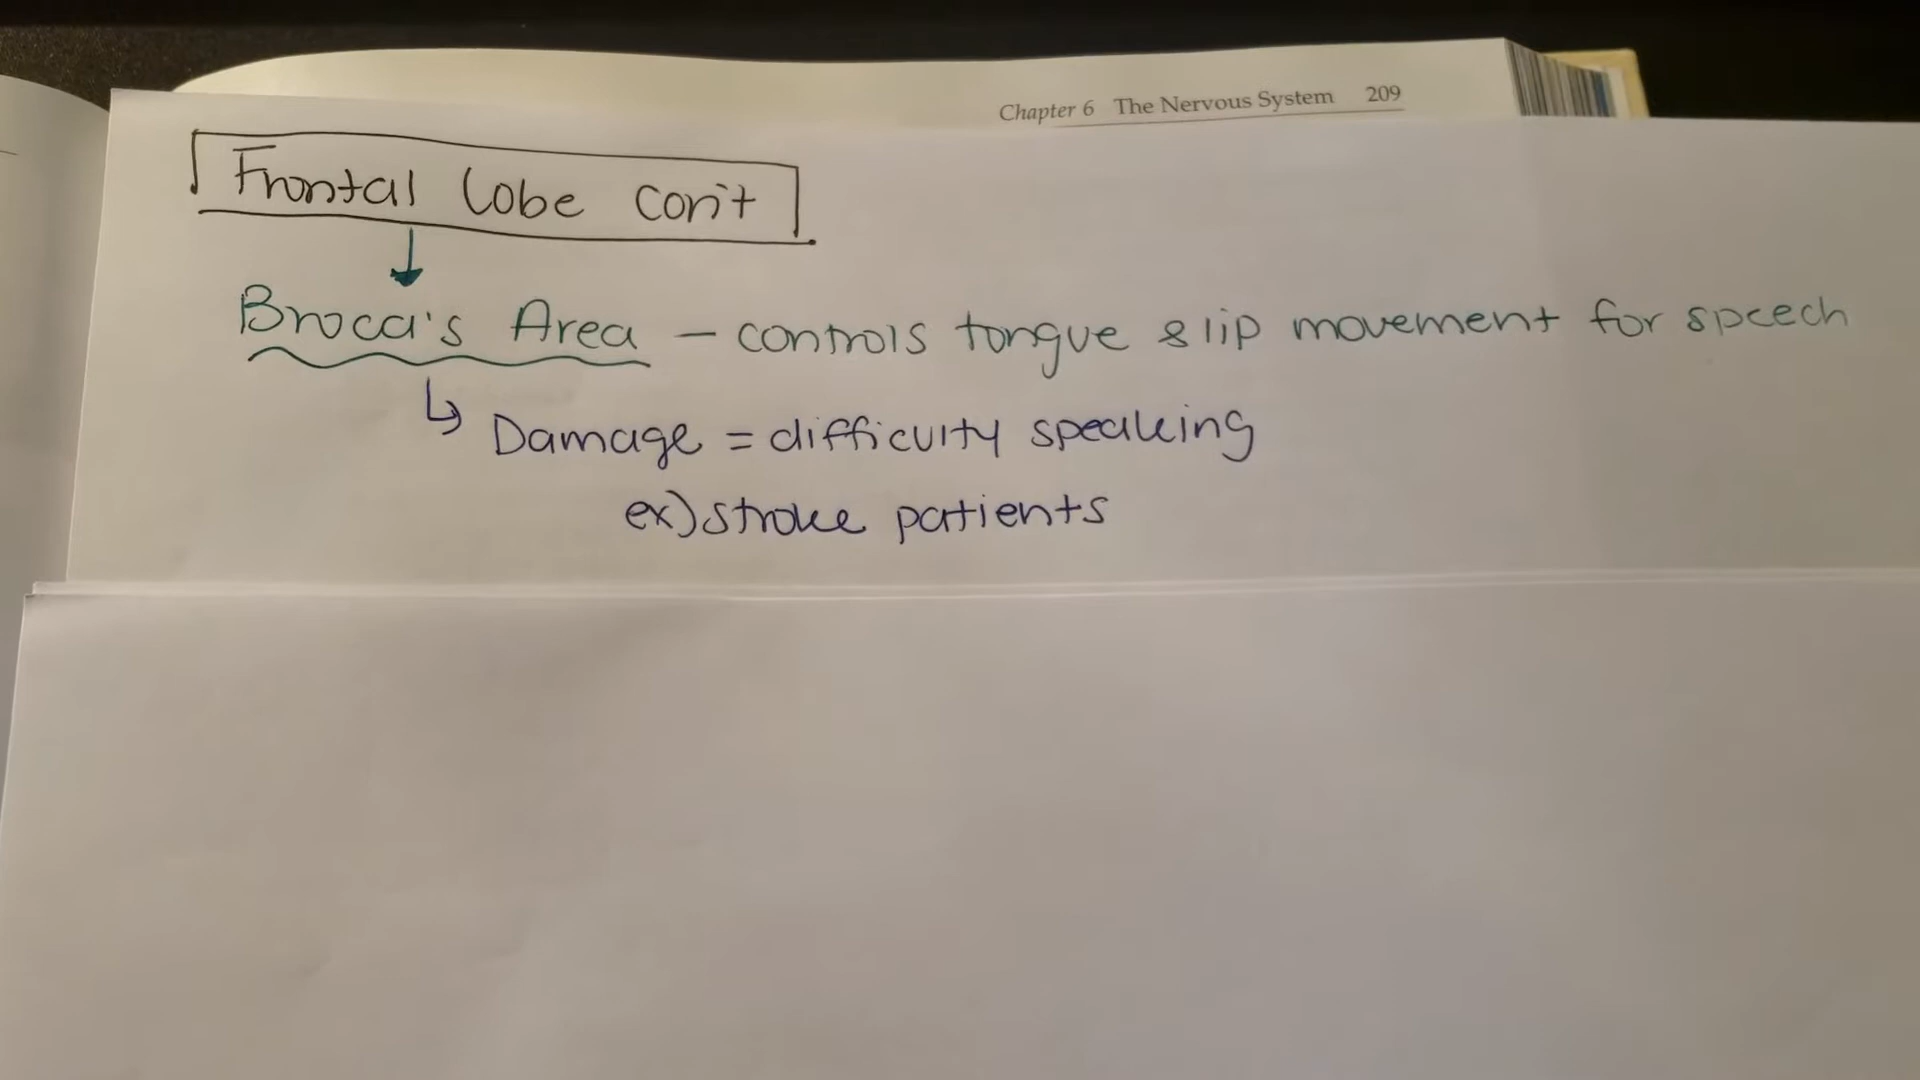 Chapter 6 The Nervous System 209
Frontal lobe con't
Broca's Area – controls tongue & lip movement for speech
↳ Damage = difficulty speaking
ex) stroke patients